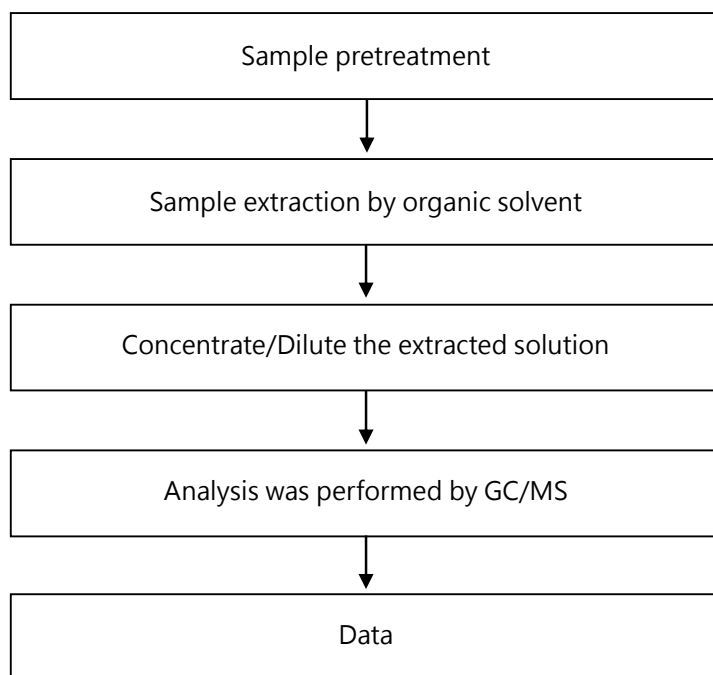 Sample pretreatment
Sample extraction by organic solvent
Concentrate/Dilute the extracted solution
Analysis was performed by GC/MS
Data